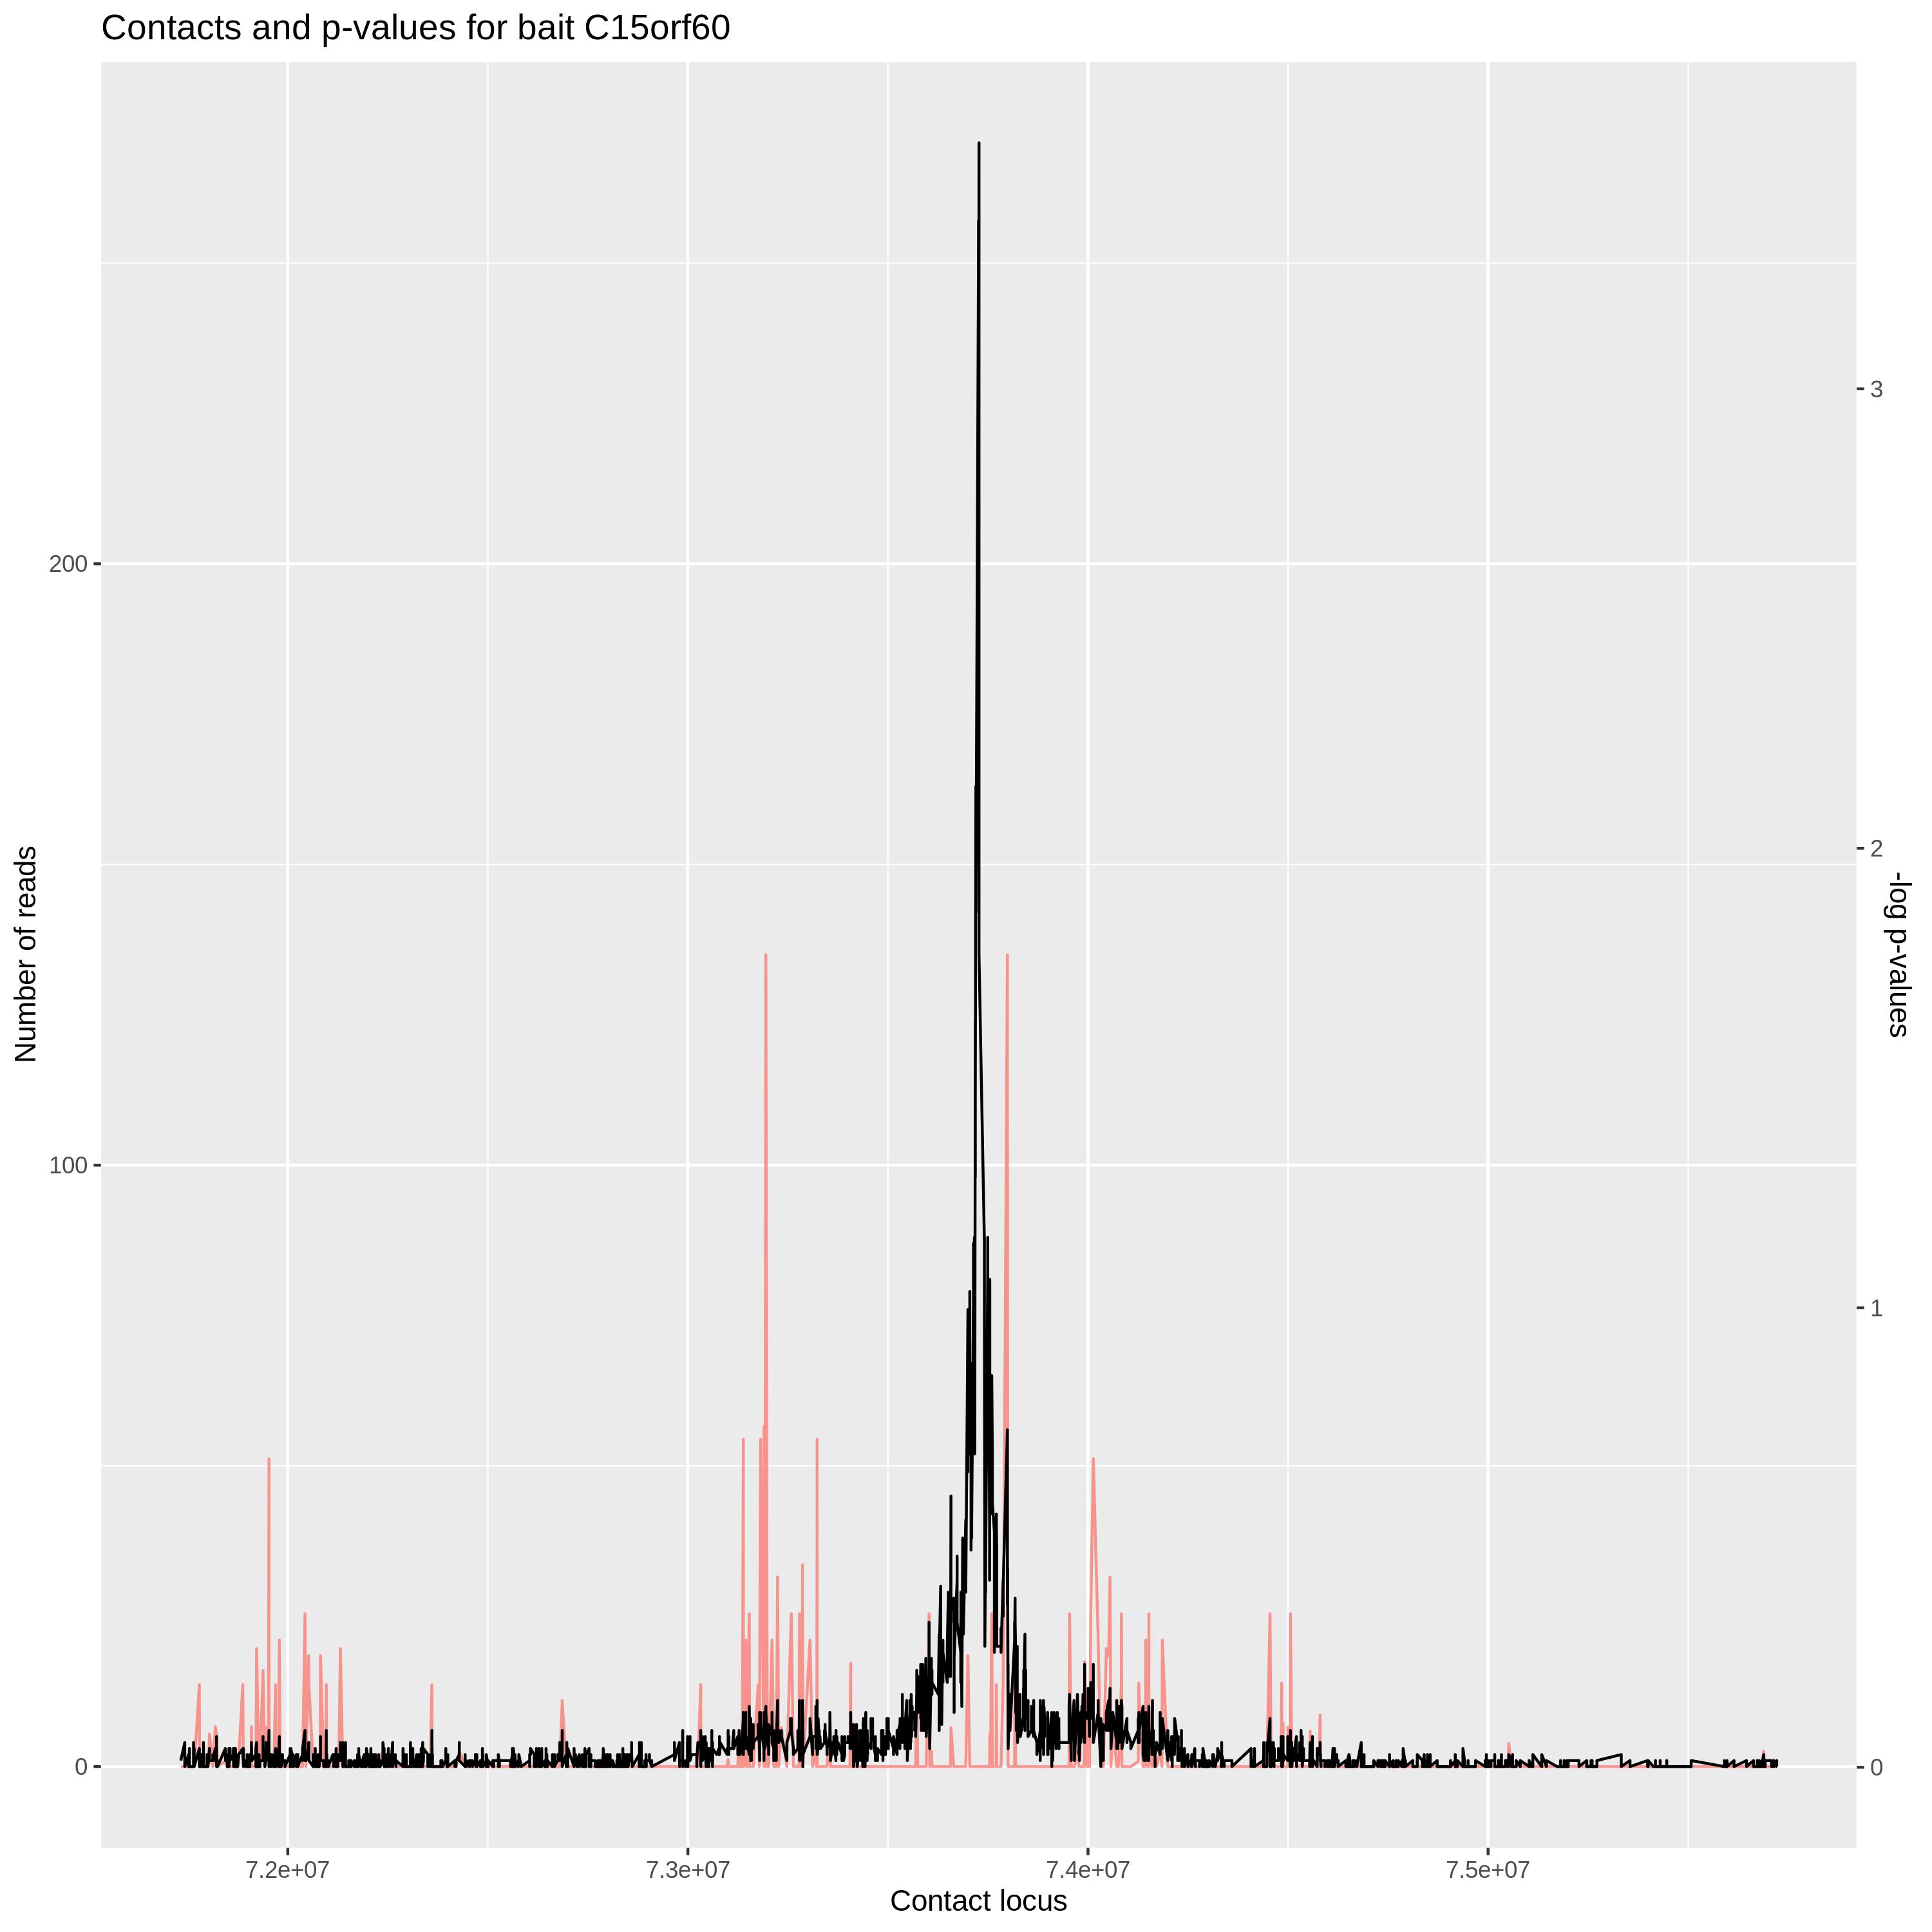 Contacts and p-values for bait C15orf60
Number of reads
200
100
0
3
2
1
0
-log p-values
7.2e+07
7.3e+07
7.4e+07
7.5e+07
Contact locus